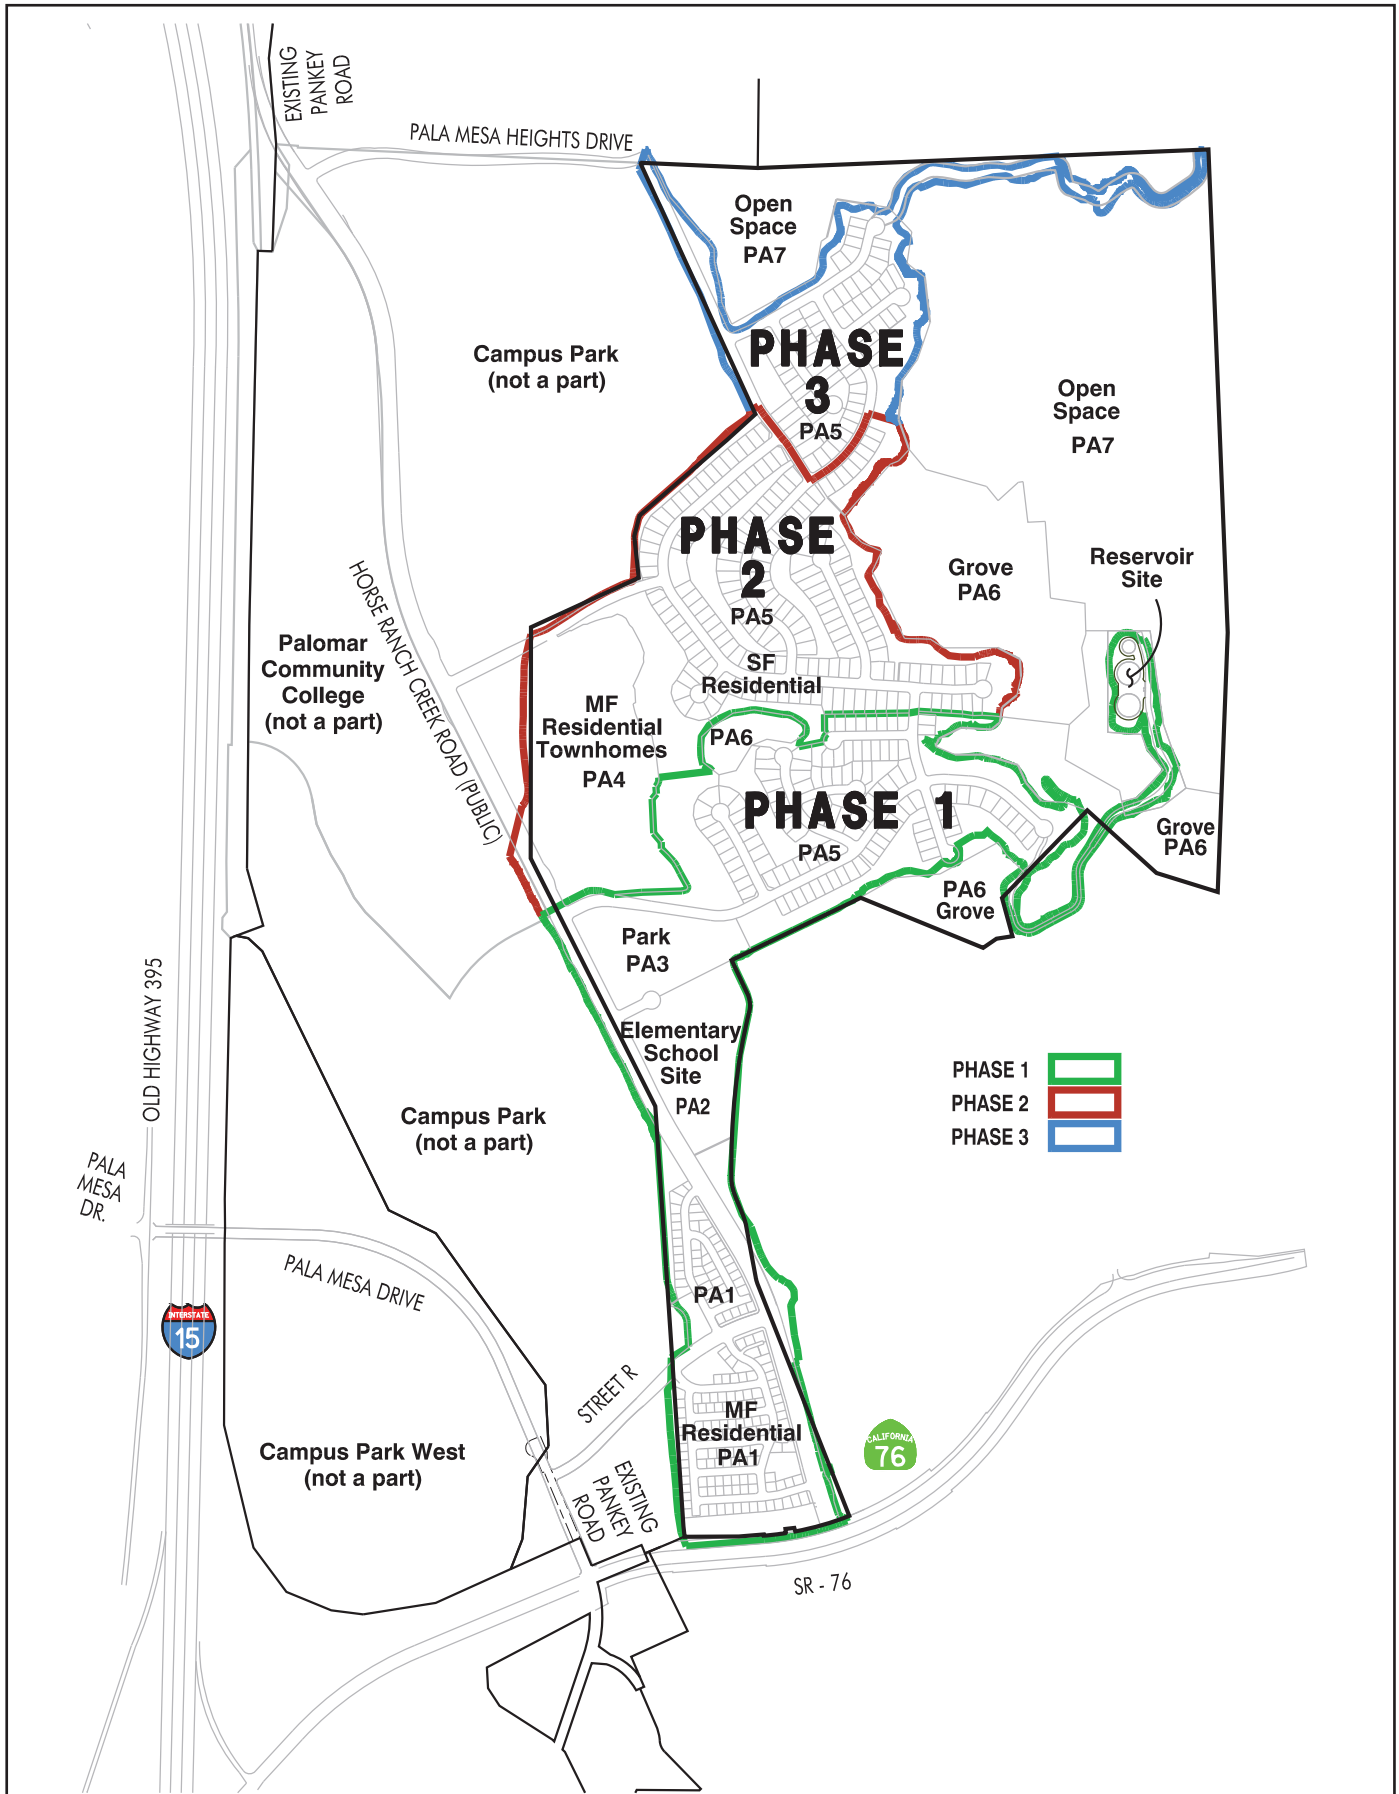 EXISTING
PANKEY
ROAD
PALA MESA HEIGHTS DRIVE
Open
Space
PA7
PHASE
3
PA5
Campus Park
(not a part)
Open
Space
PA7
PHASE
2
PA5
Grove
PA6
Reservoir
Site
HORSE RANCH CREEK ROAD (PUBLIC)
Palomar
Community
College
(not a part)
SF
Residential
MF
Residential
Townhomes
PA4
PA6
PHASE 1
PA5
Grove
PA6
PA6
Grove
Park
PA3
OLD HIGHWAY 395
Elementary
School
Site
PA2
PHASE 1
PHASE 2
PHASE 3
Campus Park
(not a part)
PALA
MESA
DR.
PALA MESA DRIVE
PA1
INTERSTATE
15
STREET R
MF
Residential
PA1
CALIFORNIA
76
Campus Park West
(not a part)
EXISTING
PANKEY
ROAD
SR - 76